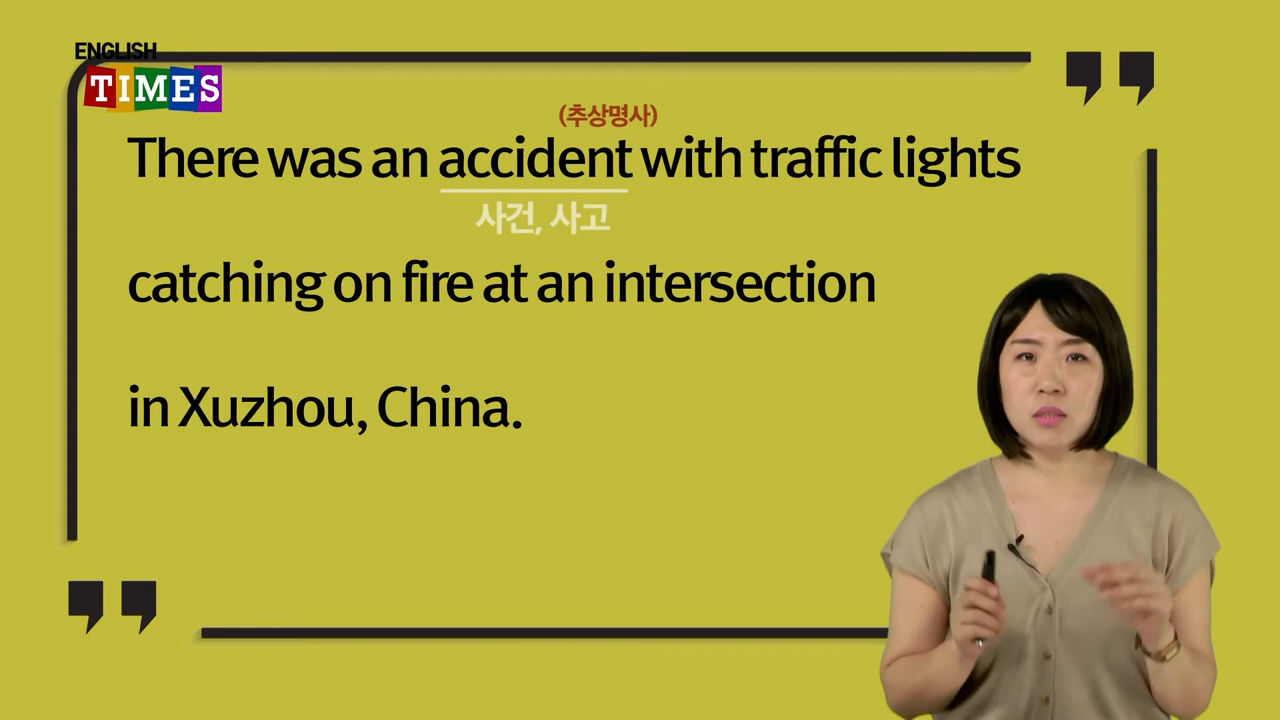 ENGLISH
TIMES
(추상명사)
There was an accident with traffic lights
사건, 사고
catching on fire at an intersection
in Xuzhou, China.